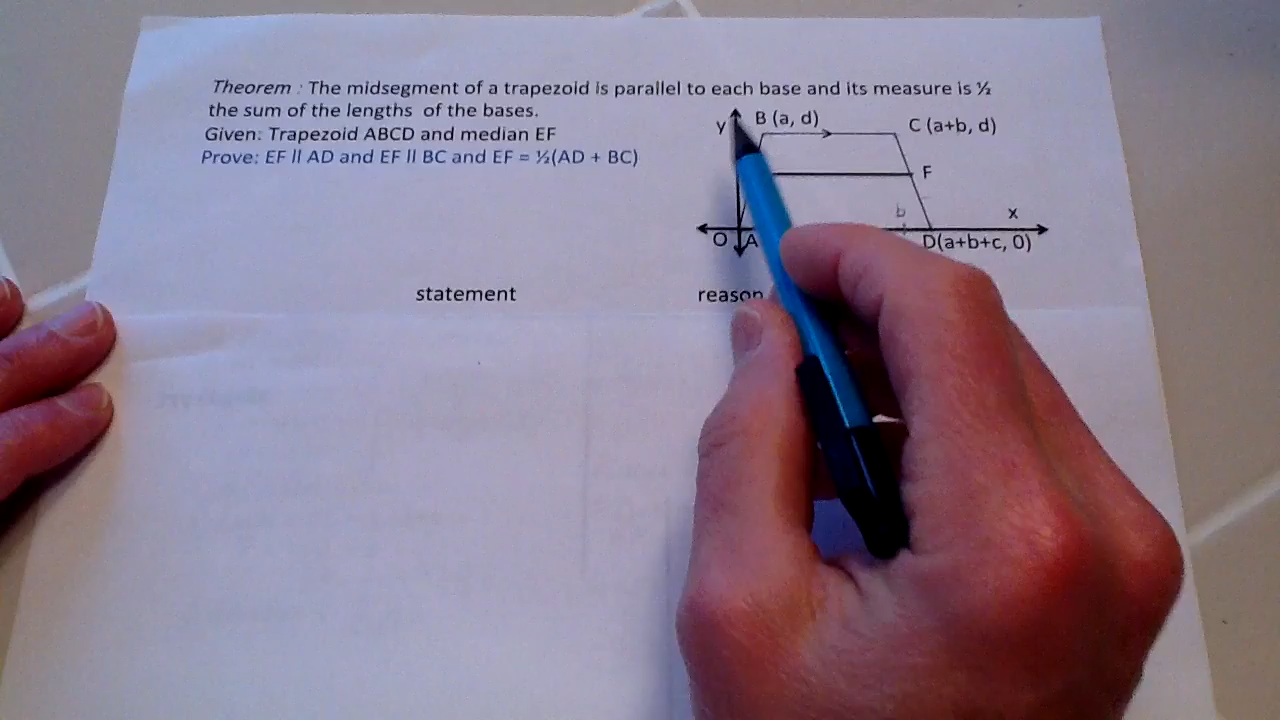 Theorem : The midsegment of a trapezoid is parallel to each base and its measure is ½
the sum of the lengths of the bases.
Given: Trapezoid ABCD and median EF
Prove: EF ll AD and EF ll BC and EF = ½(AD + BC)
y B (a, d) C (a+b, d)
F
b x
O A D(a+b+c, 0)
statement reason